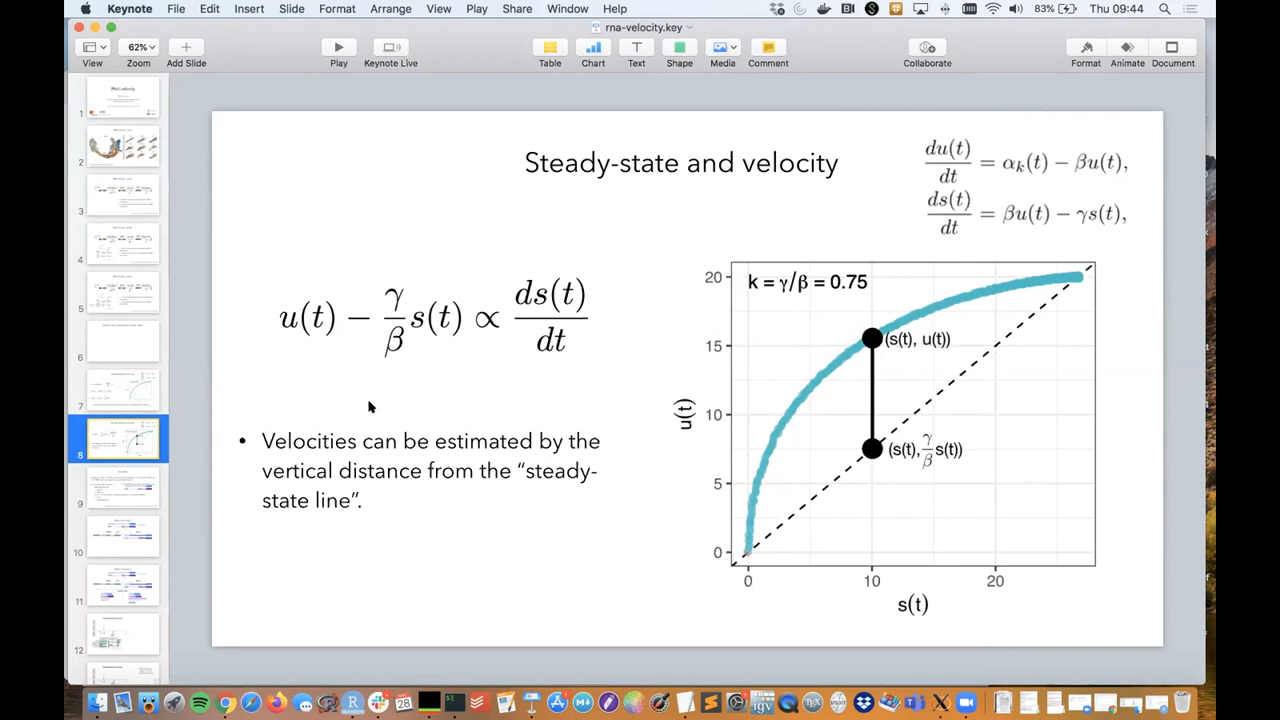 Keynote File Edit Insert Slide Format Arrange View Play Share Window Help 83% Thu 09:44
rna-velocity.key
62%
View Zoom Add Slide Play Keynote Live Table Chart Text Shape Media Comment Collaborate Format Animate Document
1
2
3
4
5
6
7
8
9
10
11
12
Steady-state and velocity
du(t)/dt = αk(t) − βu(t),
ds(t)/dt = βu(t) − γs(t),
u(t) − γ/β s(t) ∝ ds(t)/dt
• Velocities can be estimated by the
vertical distance from the "steady-
state line".
k = γ/β = 0.75
(s(t), u(t))
(s(t), γ/β s(t))
u(t)
20
15
10
5
0
0 10 20
s(t)
28